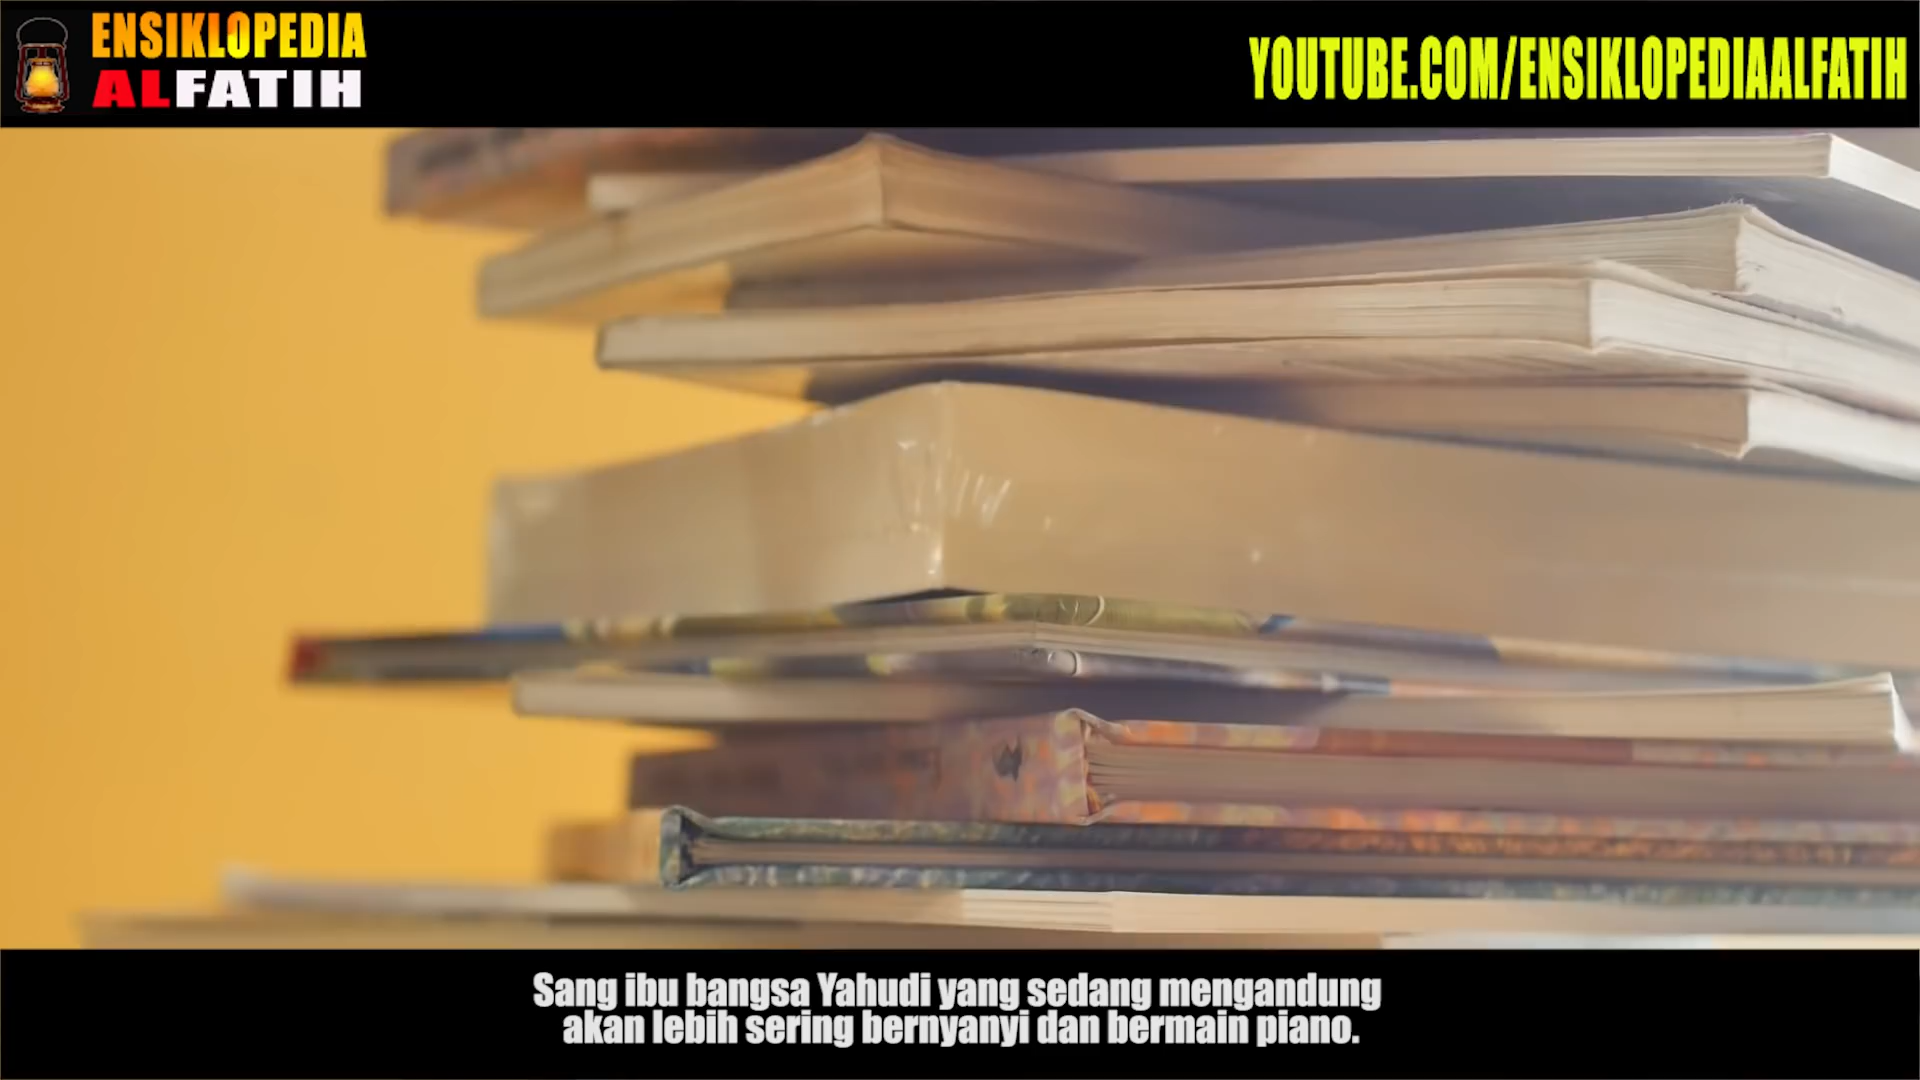 ENSIKLOPEDIA
ALFATIH
YOUTUBE.COM/ENSIKLOPEDIAALFATIH
Sang ibu bangsa Yahudi yang sedang mengandung
akan lebih sering bernyanyi dan bermain piano.